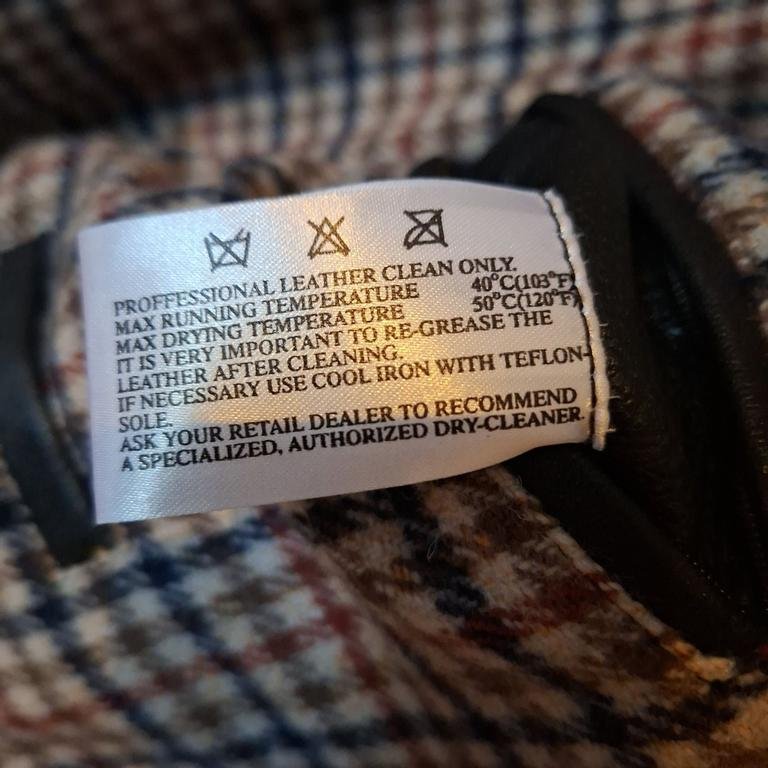 PROFFESSIONAL LEATHER CLEAN ONLY.
MAX RUNNING TEMPERATURE 40°C(103°F)
MAX DRYING TEMPERATURE 50°C(120°F)
IT IS VERY IMPORTANT TO RE-GREASE THE
LEATHER AFTER CLEANING.
IF NECESSARY USE COOL IRON WITH TEFLON-
SOLE.
ASK YOUR RETAIL DEALER TO RECOMMEND
A SPECIALIZED, AUTHORIZED DRY-CLEANER.